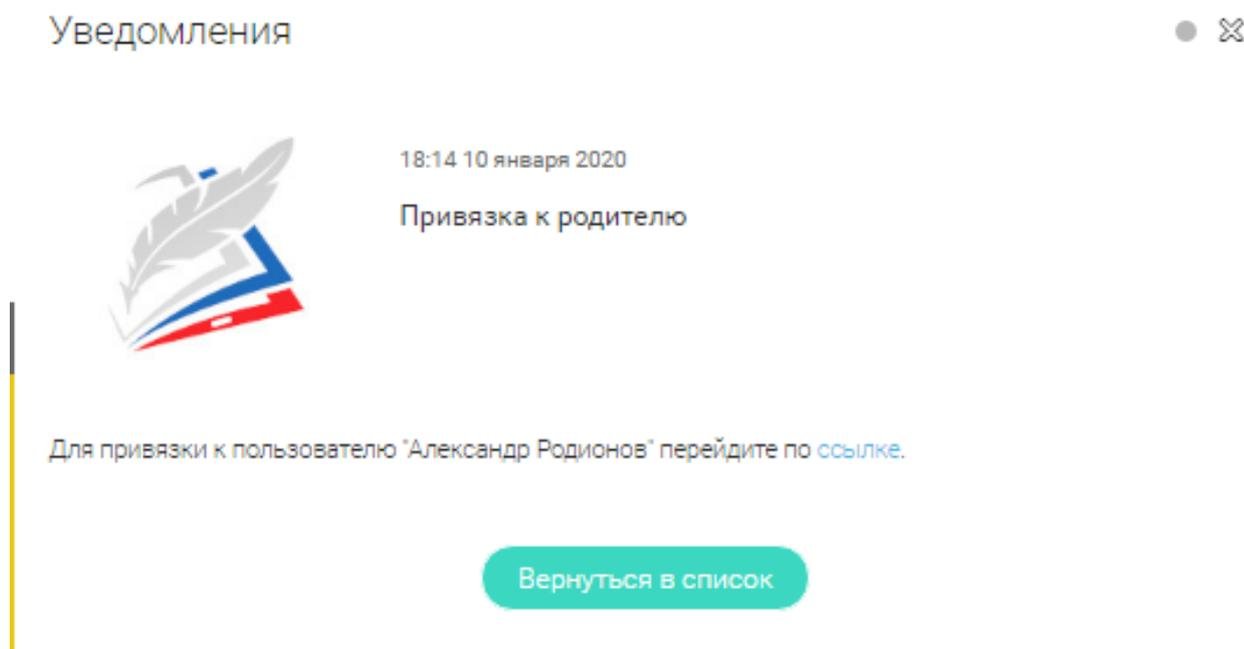 Уведомления
18:14 10 января 2020
Привязка к родителю
Для привязки к пользователю "Александр Родионов" перейдите по ссылке.
Вернуться в список